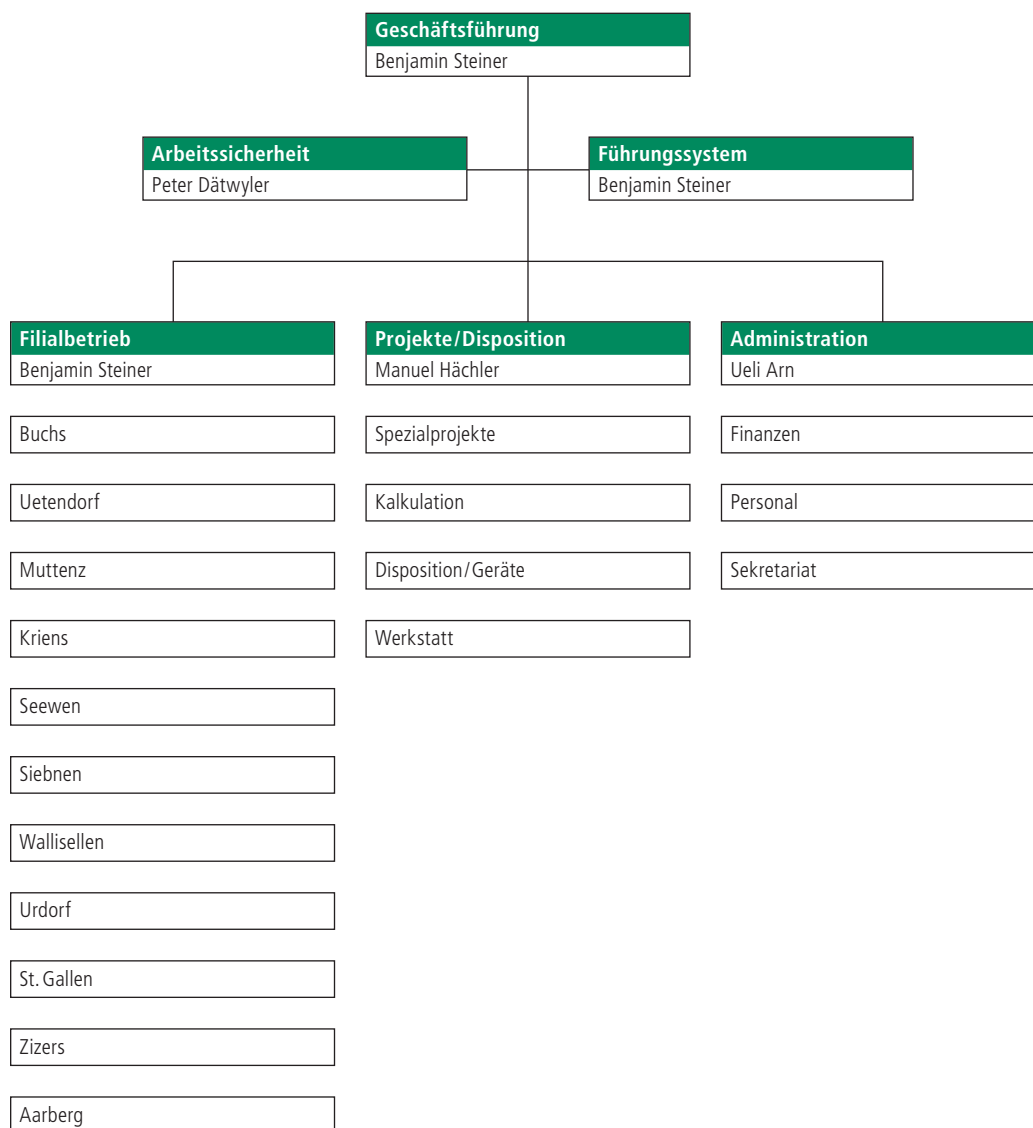 Geschäftsführung
Benjamin Steiner
Arbeitssicherheit
Peter Dätwyler
Führungssystem
Benjamin Steiner
Filialbetrieb
Benjamin Steiner
Buchs
Uetendorf
Muttenz
Kriens
Seewen
Siebnen
Wallisellen
Urdorf
St. Gallen
Zizers
Aarberg
Projekte/Disposition
Manuel Hächler
Spezialprojekte
Kalkulation
Disposition/Geräte
Werkstatt
Administration
Ueli Arn
Finanzen
Personal
Sekretariat